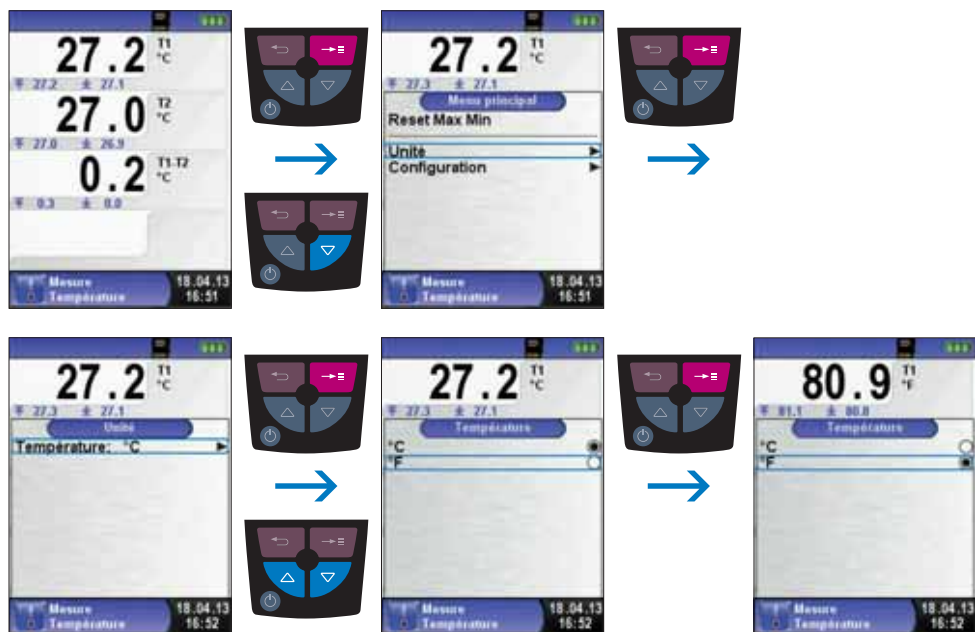 27.2 T1 °C
27.2 27.1
27.0 T2 °C
27.0 26.9
0.2 T1-T2 °C
0.3 0.0
Mesure 18.04.13
Température 16:51
27.2 T1 °C
27.3 27.1
Menu principal
Reset Max Min
Unité
Configuration
Mesure 18.04.13
Température 16:51
27.2 T1 °C
27.3 27.1
Unité
Température: °C
Mesure 18.04.13
Température 16:52
27.2 T1 °C
27.3 27.1
Température
°C
°F
Mesure 18.04.13
Température 16:52
80.9 T1 °F
81.1 80.8
Température
°C
°F
Mesure 18.04.13
Température 16:52